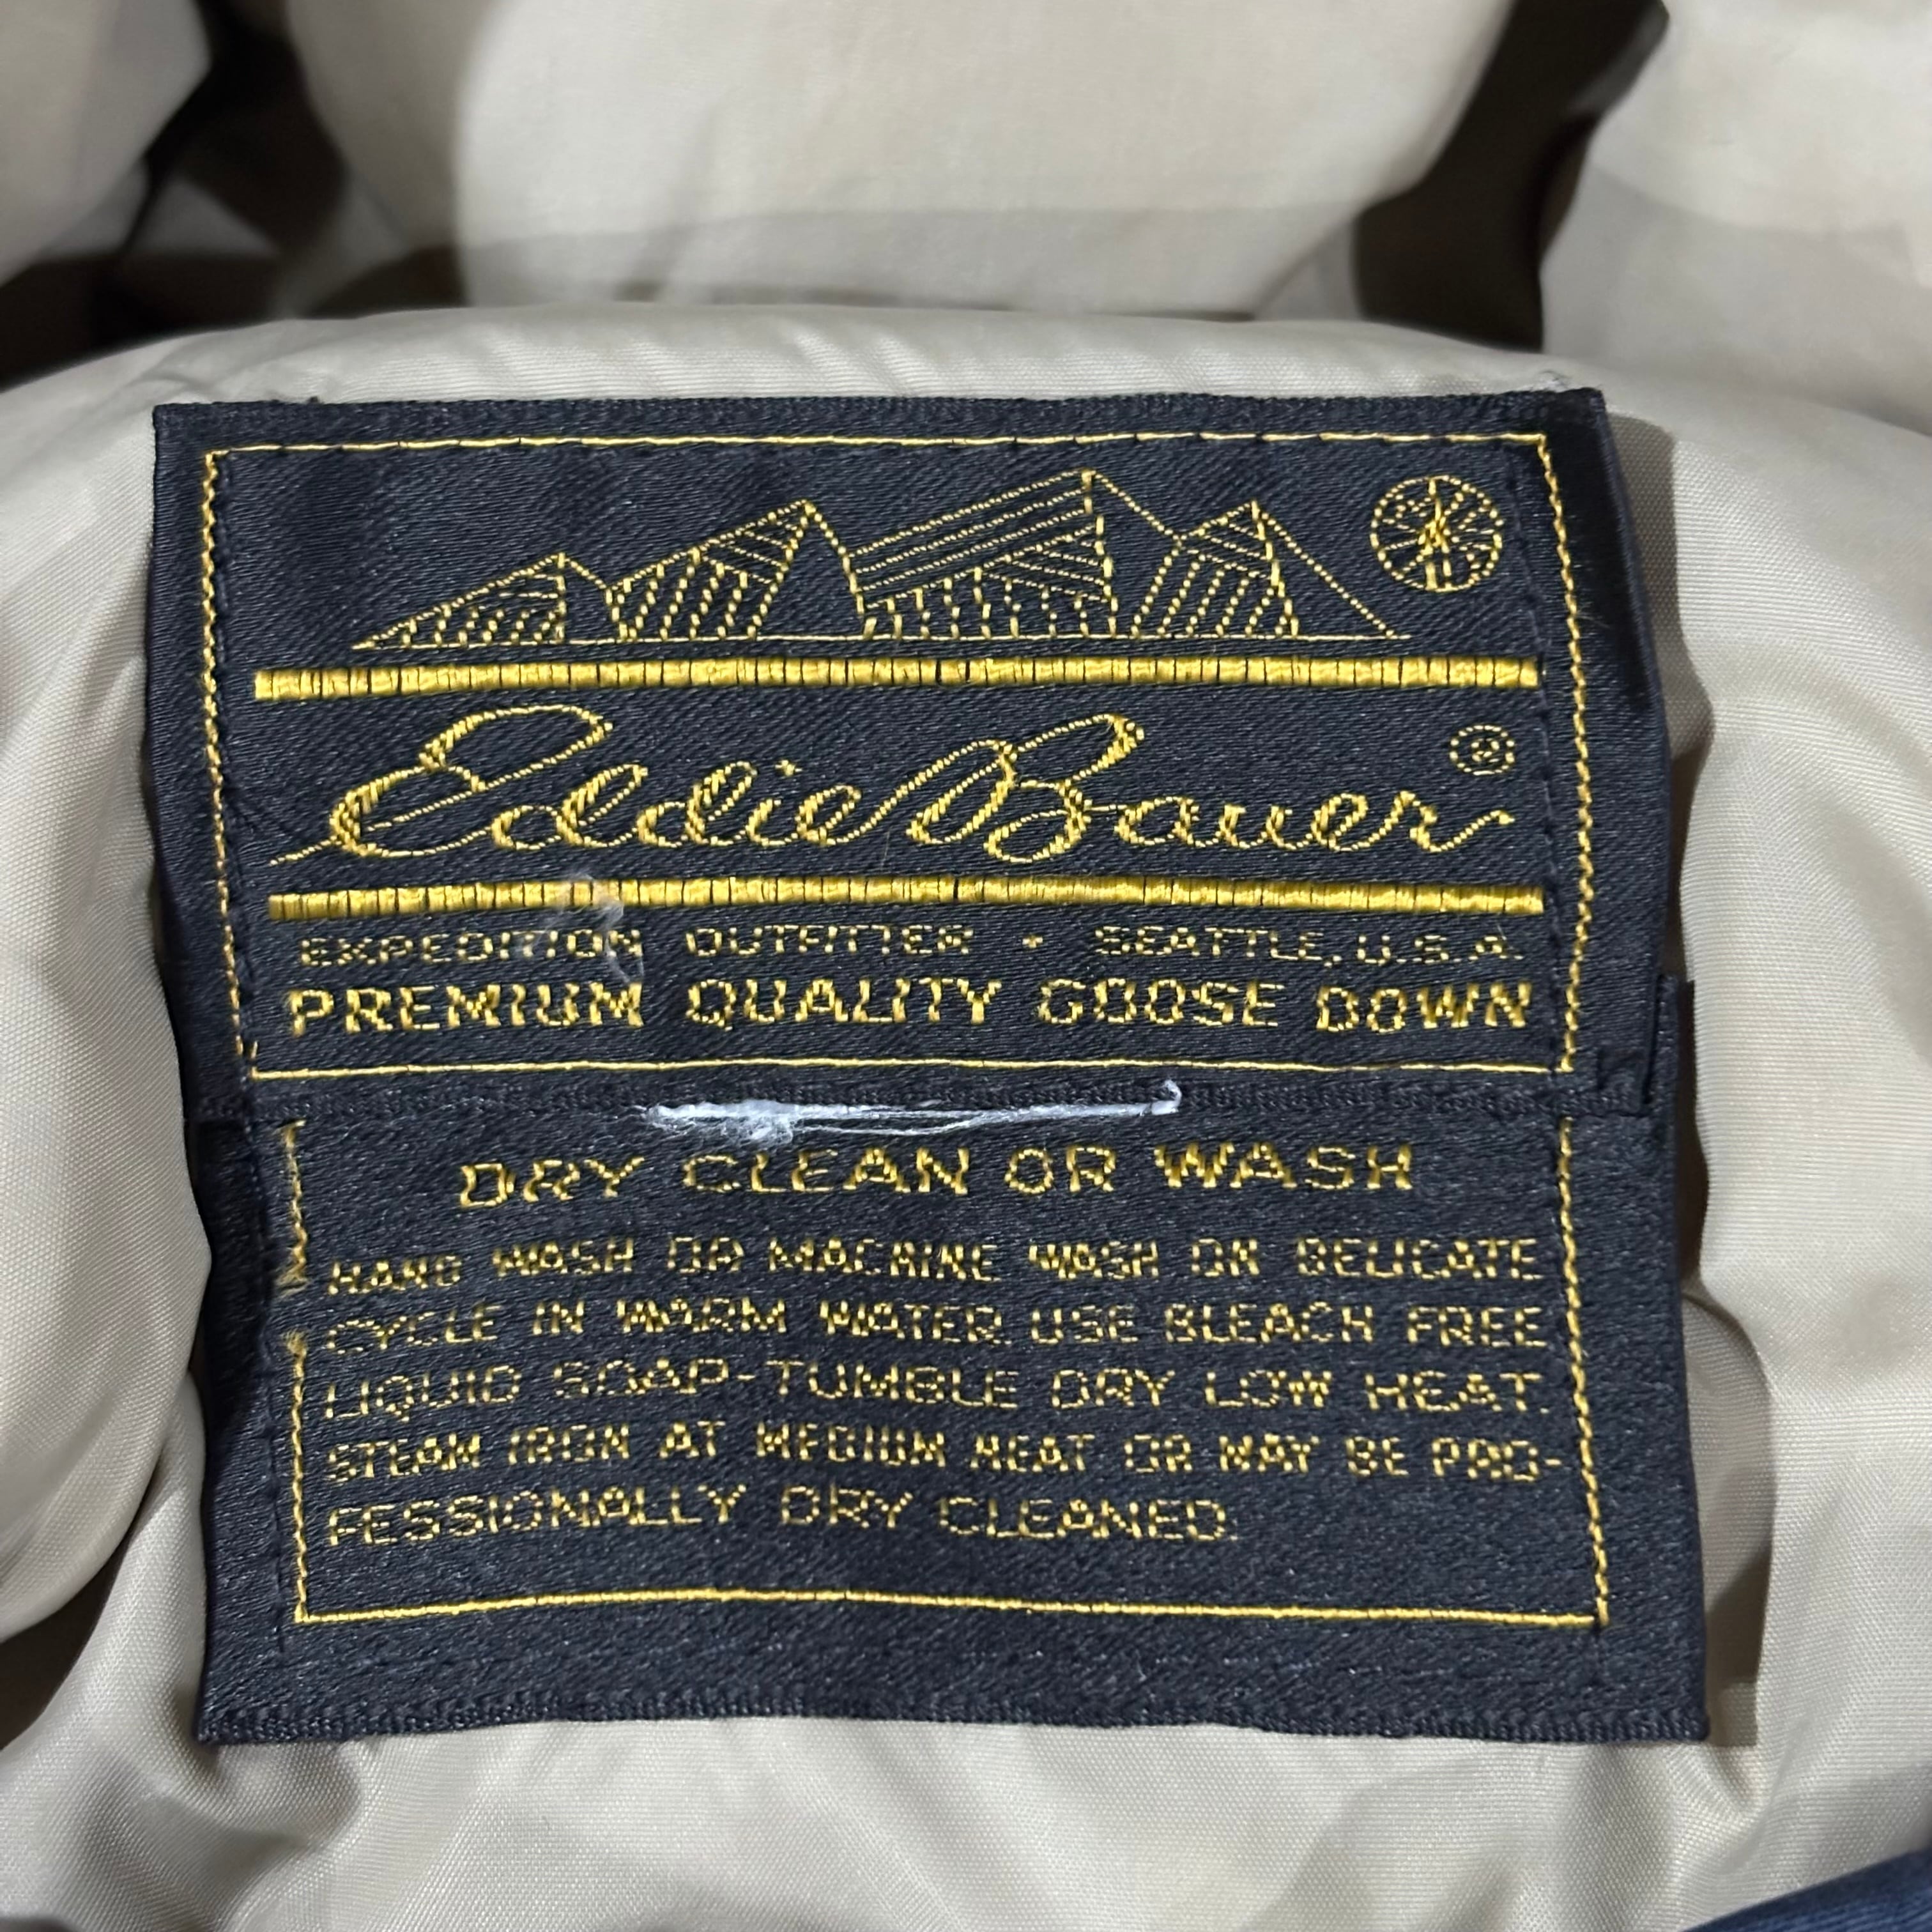 Eddie Bauer ®
EXPEDITION OUTFITTER · SEATTLE, U.S.A.
PREMIUM QUALITY GOOSE DOWN
DRY CLEAN OR WASH
HAND WASH OR MACHINE WASH ON DELICATE
CYCLE IN WARM WATER. USE BLEACH FREE
LIQUID SOAP-TUMBLE DRY LOW HEAT.
STEAM IRON AT MEDIUM HEAT OR MAY BE PRO-
FESSIONALLY DRY CLEANED.